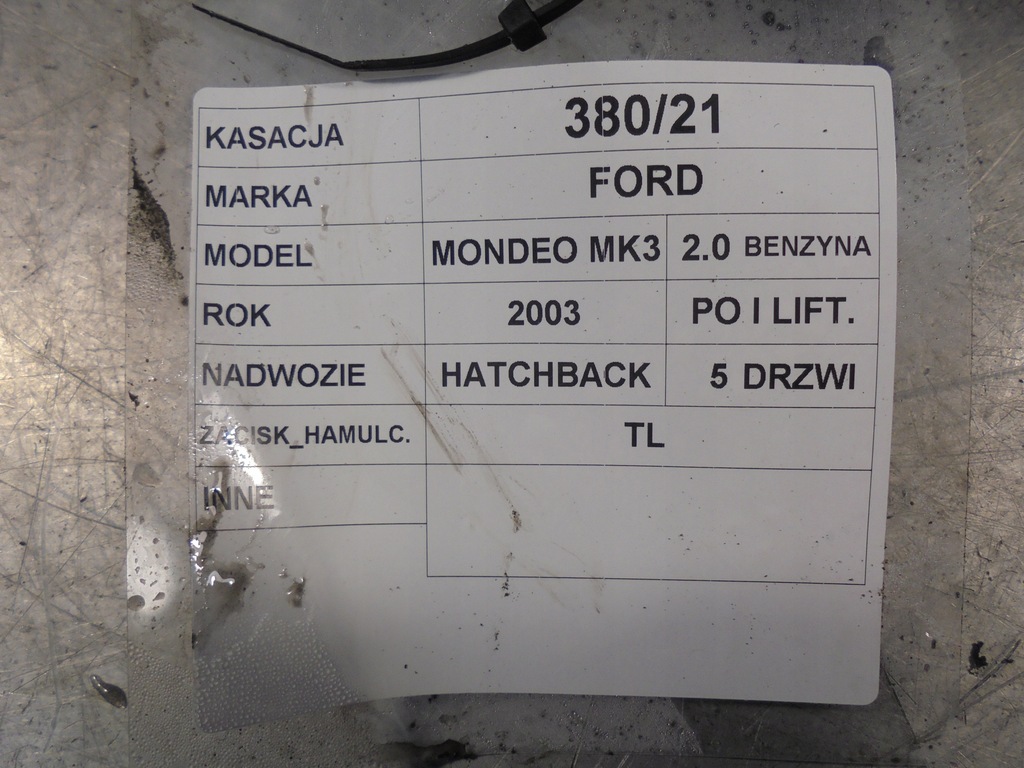 KASACJA 380/21
MARKA FORD
MODEL MONDEO MK3 2.0 BENZYNA
ROK 2003 PO I LIFT.
NADWOZIE HATCHBACK 5 DRZWI
ZACISK_HAMULC. TL
INNE